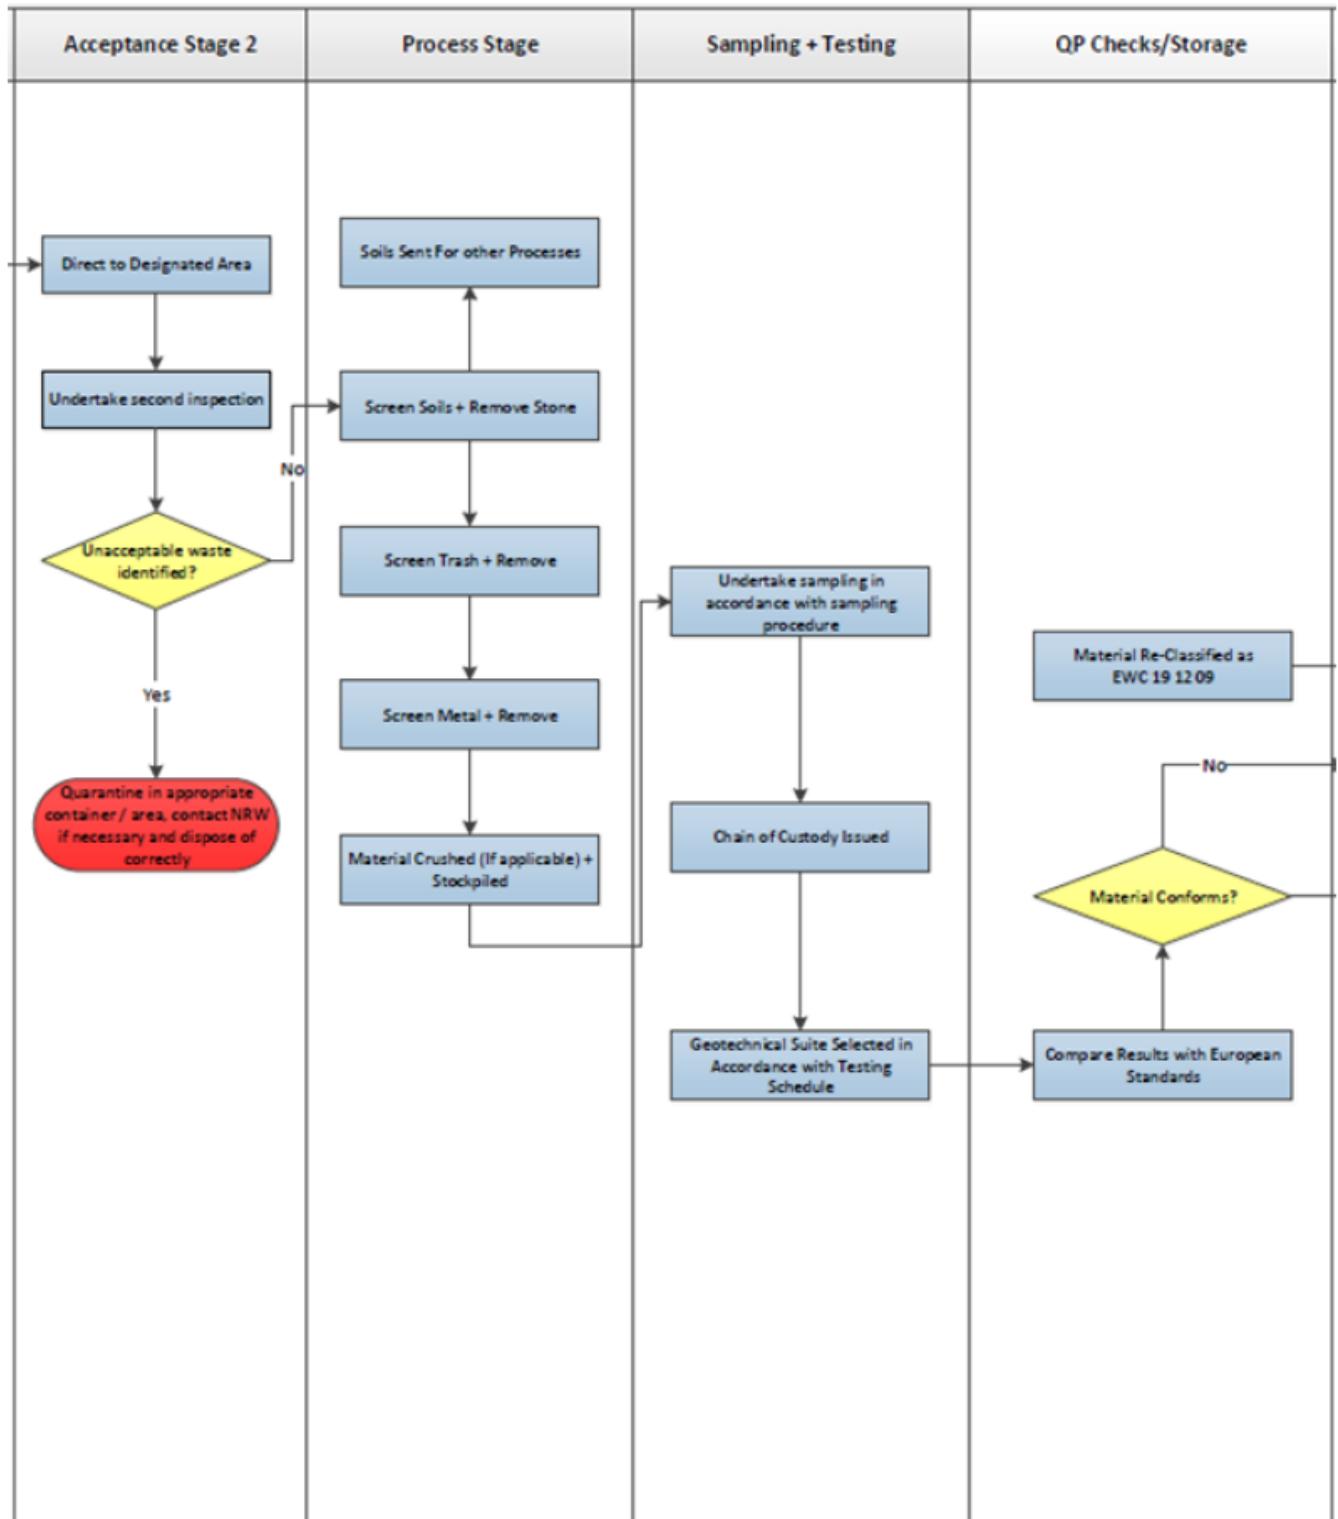 Acceptance Stage 2
Process Stage
Sampling + Testing
QP Checks/Storage
Direct to Designated Area
Undertake second inspection
No
Unacceptable waste
identified?
Yes
Quarantine in appropriate
container / area, contact NRW
if necessary and dispose of
correctly
Soils Sent For other Processes
Screen Soils + Remove Stone
Screen Trash + Remove
Screen Metal + Remove
Material Crushed (If applicable) +
Stockpiled
Undertake sampling in
accordance with sampling
procedure
Chain of Custody Issued
Geotechnical Suite Selected in
Accordance with Testing
Schedule
Material Re-Classified as
EWC 19 12 09
No
Material Conforms?
Compare Results with European
Standards